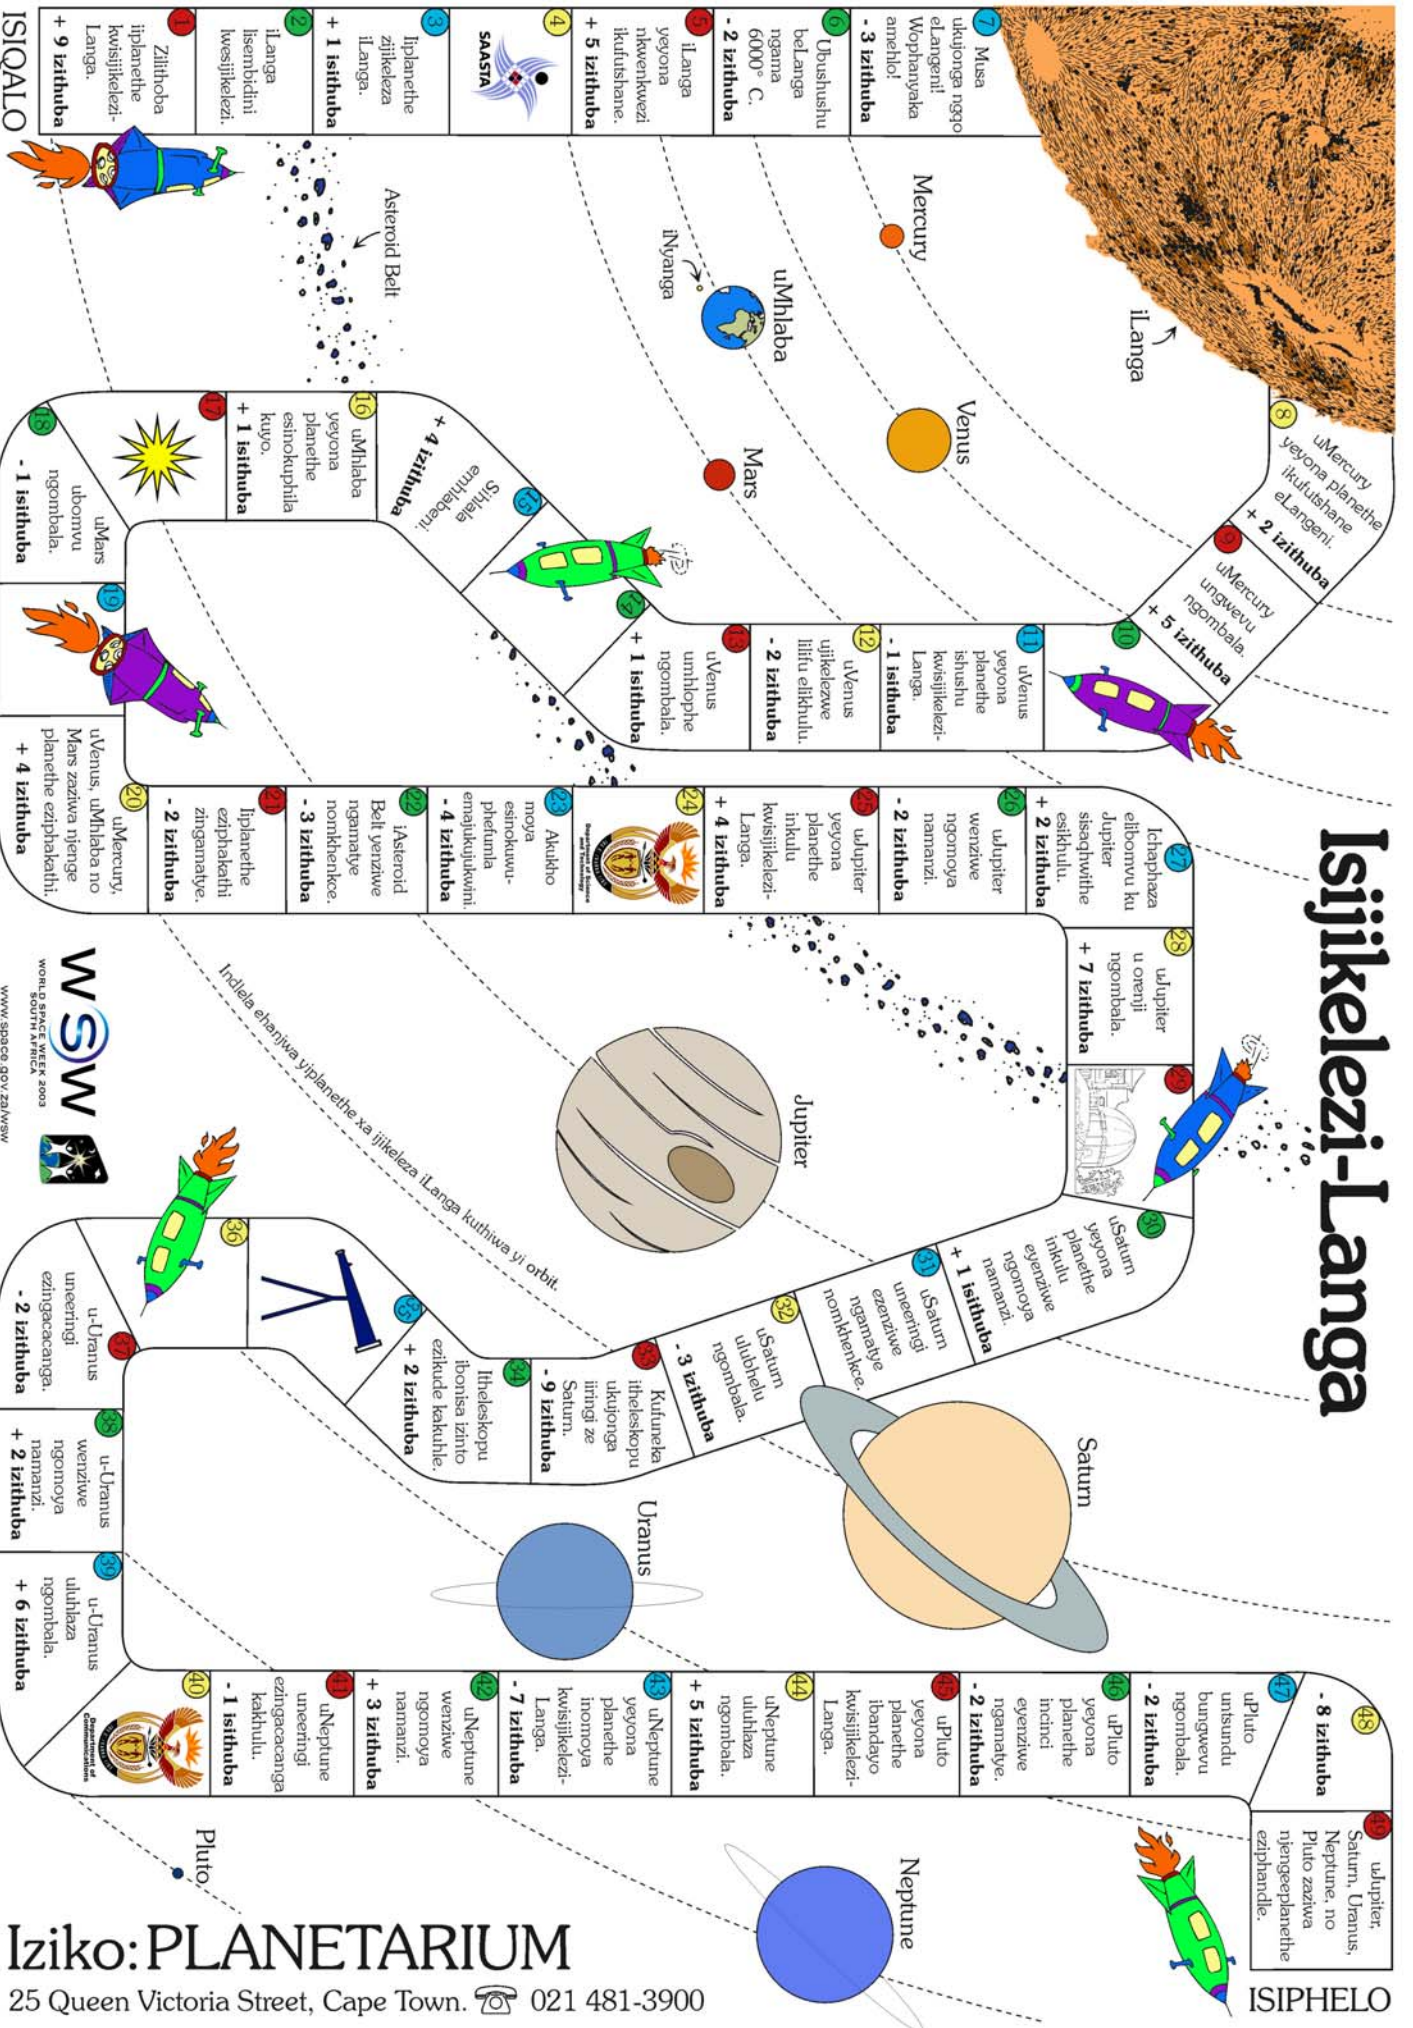 Isijikelezi-Langa
ISIQALO
1
Zilithoba
iiplanethe
kwisijikelezi-
Langa.
+ 9 izithuba
2
iLanga
lisembidini
lwesijikelezi.
3
Iiplanethe
zijikeleza
iLanga.
+ 1 isithuba
4
SAASTA
5
iLanga
yeyona
nkwenkwezi
ikufutshane.
+ 5 izithuba
6
Ubushushu
beLanga
ngama
6000° C.
- 2 izithuba
7
Musa
ukujonga ngqo
eLangeni!
Wophanyaka
amehlo!
- 3 izithuba
iLanga
Mercury
Venus
uMhlaba
iNyanga
Mars
Asteroid Belt
8
uMercury
yeyona planethe
ikufutshane
eLangeni.
+ 2 izithuba
9
uMercury
ungwevu
ngombala.
+ 5 izithuba
10
11
uVenus
yeyona
planethe
ishushu
kwisijikelezi-
Langa.
- 1 isithuba
12
uVenus
ujikelezwe
lilifu elikhulu.
- 2 izithuba
13
uVenus
umhlophe
ngombala.
+ 1 isithuba
14
15
Sihlala
emhlabeni.
+ 4 izithuba
16
uMhlaba
yeyona
planethe
esinokuphila
kuyo.
+ 1 isithuba
17
18
uMars
ubomvu
ngombala.
- 1 isithuba
19
20
uMercury,
uVenus, uMhlaba no
Mars zaziwa njenge
planethe eziphakathi.
+ 4 izithuba
21
Iiplanethe
eziphakathi
zingamatye.
- 2 izithuba
22
iAsteroid
Belt yenziwe
ngamatye
nomkhenkce.
- 3 izithuba
23
Akukho
moya
esinokuwu-
phefumla
emajukujukwini.
- 4 izithuba
24
Department of Science
and Technology
25
uJupiter
yeyona
planethe
inkulu
kwisijikelezi-
Langa.
+ 4 izithuba
26
uJupiter
wenziwe
ngomoya
namanzi.
- 2 izithuba
27
Ichaphaza
elibomvu ku
Jupiter
sisaqhwithe
esikhulu.
+ 2 izithuba
28
uJupiter
u orenji
ngombala.
+ 7 izithuba
29
30
uSaturn
yeyona
planethe
inkulu
eyenziwe
ngomoya
namanzi.
+ 1 isithuba
31
uSaturn
uneeringi
ezenziwe
ngamatye
nomkhenkce.
32
uSaturn
ulubhelu
ngombala.
- 3 izithuba
33
Kufuneka
itheleskopu
ukujonga
iiringi ze
Saturn.
- 9 izithuba
34
Itheleskopu
ibonisa izinto
ezikude kakuhle.
+ 2 izithuba
35
36
37
u-Uranus
uneeringi
ezingacacanga.
- 2 izithuba
38
u-Uranus
wenziwe
ngomoya
namanzi.
+ 2 izithuba
39
u-Uranus
uluhlaza
ngombala.
+ 6 izithuba
40
Department of
Communications
41
uNeptune
uneeringi
ezingacacanga
kakhulu.
- 1 isithuba
42
uNeptune
wenziwe
ngomoya
namanzi.
+ 3 izithuba
43
uNeptune
yeyona
planethe
inomoya
kwisijikelezi-
Langa.
- 7 izithuba
44
uNeptune
uluhlaza
ngombala.
+ 5 izithuba
45
uPluto
yeyona
planethe
ibandayo
kwisijikelezi-
Langa.
46
uPluto
yeyona
planethe
incinci
eyenziwe
ngamatye.
- 2 izithuba
47
uPluto
untsundu
bungwevu
ngombala.
- 2 izithuba
48
- 8 izithuba
49
uJupiter,
Saturn, Uranus,
Neptune, no
Pluto zaziwa
njengeeplanethe
eziphandle.
ISIPHELO
Jupiter
Indlela ehanjwa yiplanethe xa ijikeleza iLanga kuthiwa yi orbit.
Saturn
Uranus
Neptune
Pluto
WSW
WORLD SPACE WEEK 2003
SOUTH AFRICA
www.space.gov.za/wsw
Iziko: PLANETARIUM
25 Queen Victoria Street, Cape Town. ☎ 021 481-3900